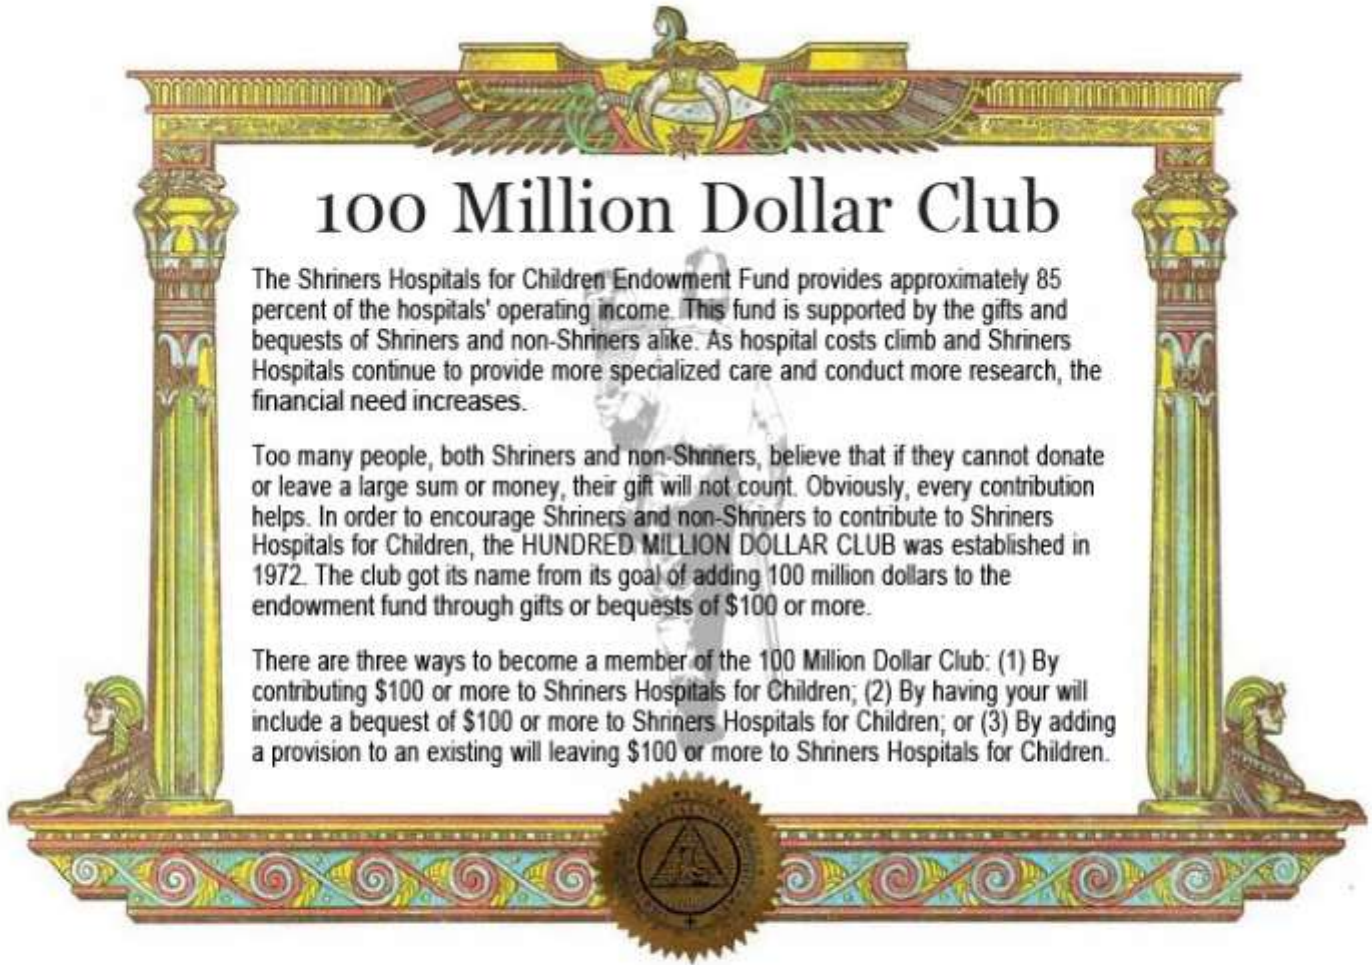 100 Million Dollar Club
The Shriners Hospitals for Children Endowment Fund provides approximately 85
percent of the hospitals' operating income. This fund is supported by the gifts and
bequests of Shriners and non-Shriners alike. As hospital costs climb and Shriners
Hospitals continue to provide more specialized care and conduct more research, the
financial need increases.
Too many people, both Shriners and non-Shriners, believe that if they cannot donate
or leave a large sum or money, their gift will not count. Obviously, every contribution
helps. In order to encourage Shriners and non-Shriners to contribute to Shriners
Hospitals for Children, the HUNDRED MILLION DOLLAR CLUB was established in
1972. The club got its name from its goal of adding 100 million dollars to the
endowment fund through gifts or bequests of $100 or more.
There are three ways to become a member of the 100 Million Dollar Club: (1) By
contributing $100 or more to Shriners Hospitals for Children; (2) By having your will
include a bequest of $100 or more to Shriners Hospitals for Children; or (3) By adding
a provision to an existing will leaving $100 or more to Shriners Hospitals for Children.